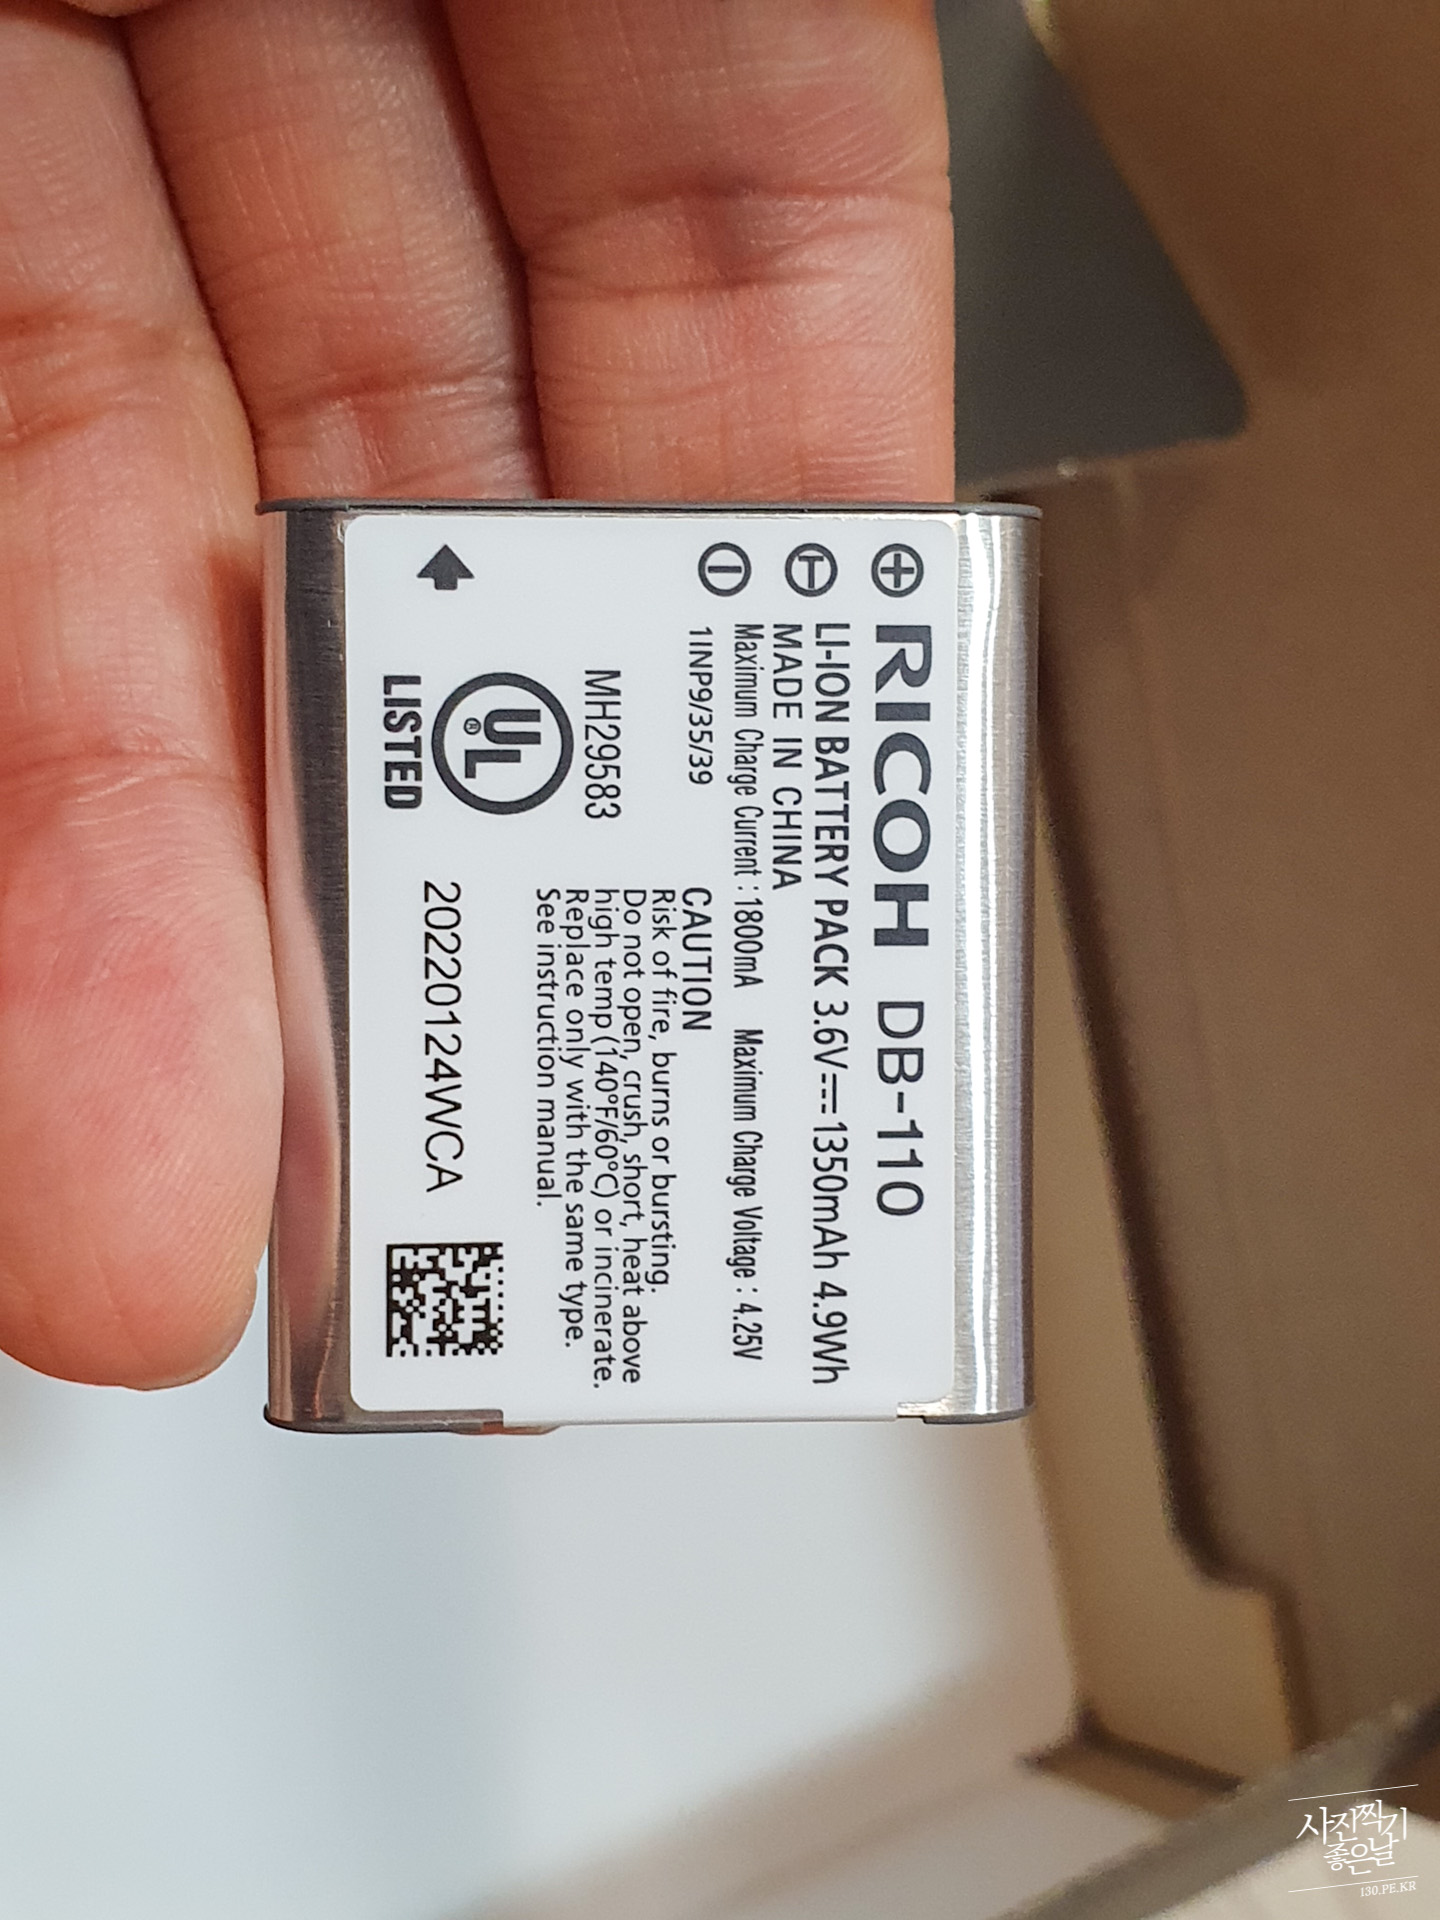 RICOH DB-110
LI-ION BATTERY PACK 3.6V⎓1350mAh 4.9Wh
MADE IN CHINA
Maximum Charge Current : 1800mA Maximum Charge Voltage : 4.25V
1INP9/35/39
CAUTION
Risk of fire, burns or bursting.
Do not open, crush, short, heat above
high temp (140°F/60°C) or incinerate.
Replace only with the same type.
See instruction manual.
MH29583
UL®
LISTED
20220124WCA
사진찍기
좋은날
130.PE.KR